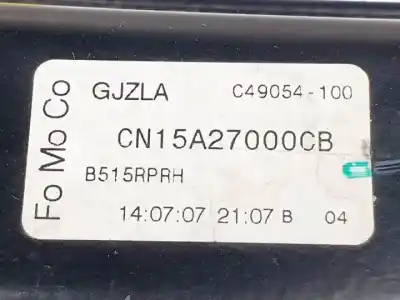 Fo Mo Co
GJZLA C49054-100
CN15A27000CB
B515RPRH
14:07:07 21:07 B 04